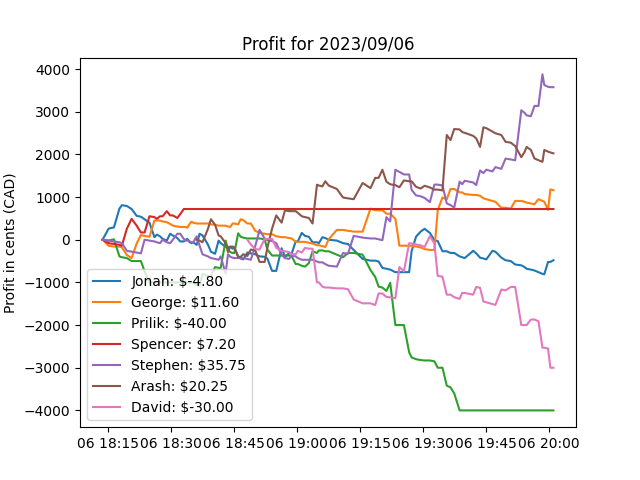 Profit for 2023/09/06
Profit in cents (CAD)
4000
3000
2000
1000
0
−1000
−2000
−3000
−4000
Jonah: $-4.80
George: $11.60
Prilik: $-40.00
Spencer: $7.20
Stephen: $35.75
Arash: $20.25
David: $-30.00
06 18:15 06 18:30 06 18:45 06 19:00 06 19:15 06 19:30 06 19:45 06 20:00